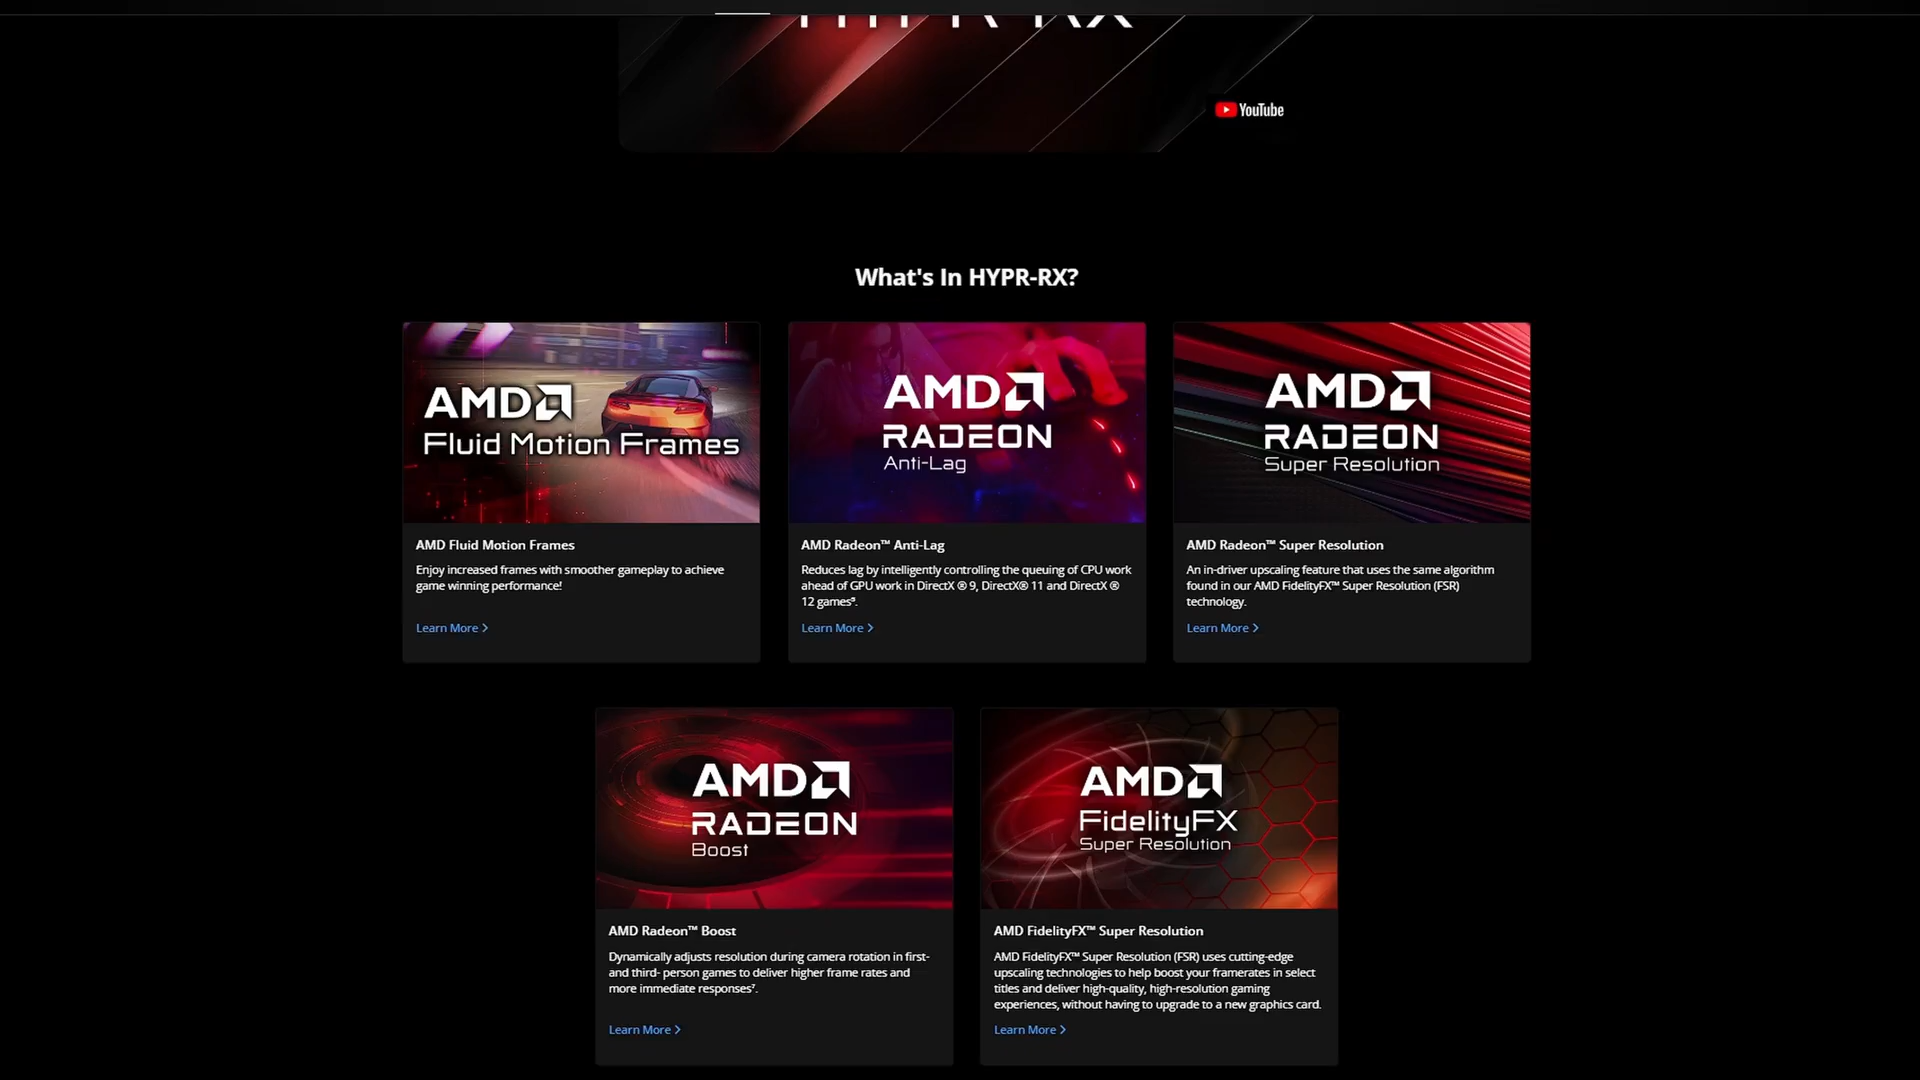 HYPR-RX
YouTube
What's In HYPR-RX?
AMD
Fluid Motion Frames
AMD Fluid Motion Frames
Enjoy increased frames with smoother gameplay to achieve
game winning performance!
Learn More
AMD
RADEON
Anti-Lag
AMD Radeon™ Anti-Lag
Reduces lag by intelligently controlling the queuing of CPU work
ahead of GPU work in DirectX ® 9, DirectX® 11 and DirectX ®
12 games⁸.
Learn More
AMD
RADEON
Super Resolution
AMD Radeon™ Super Resolution
An in-driver upscaling feature that uses the same algorithm
found in our AMD FidelityFX™ Super Resolution (FSR)
technology.
Learn More
AMD
RADEON
Boost
AMD Radeon™ Boost
Dynamically adjusts resolution during camera rotation in first-
and third- person games to deliver higher frame rates and
more immediate responses⁷.
Learn More
AMD
FidelityFX
Super Resolution
AMD FidelityFX™ Super Resolution
AMD FidelityFX™ Super Resolution (FSR) uses cutting-edge
upscaling technologies to help boost your framerates in select
titles and deliver high-quality, high-resolution gaming
experiences, without having to upgrade to a new graphics card.
Learn More